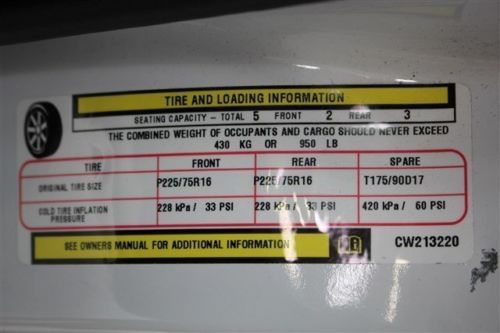 TIRE AND LOADING INFORMATION
SEATING CAPACITY - TOTAL 5 FRONT 2 REAR 3
THE COMBINED WEIGHT OF OCCUPANTS AND CARGO SHOULD NEVER EXCEED
430 KG OR 950 LB
TIRE FRONT REAR SPARE
ORIGINAL TIRE SIZE P225/75R16 P225/75R16 T175/90D17
COLD TIRE INFLATION PRESSURE 228 kPa / 33 PSI 228 kPa / 33 PSI 420 kPa / 60 PSI
SEE OWNERS MANUAL FOR ADDITIONAL INFORMATION CW213220